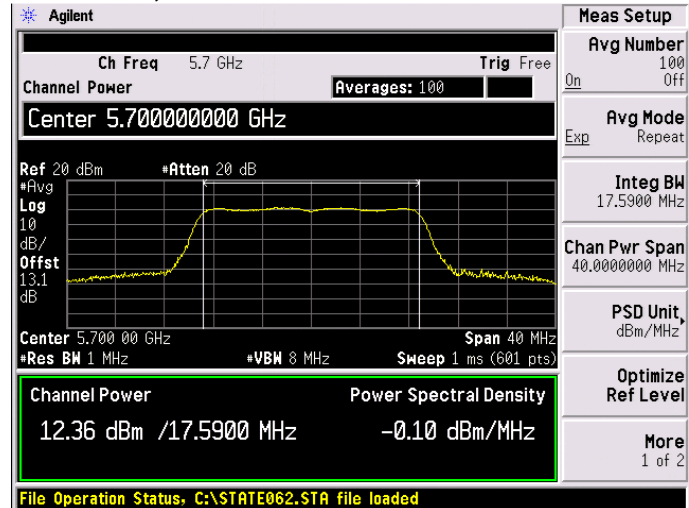 Agilent
Meas Setup
Ch Freq 5.7 GHz Trig Free
Channel Power Averages: 100
Center 5.700000000 GHz
Ref 20 dBm #Atten 20 dB
#Avg
Log
10
dB/
Offst
13.1
dB
Center 5.700 00 GHz Span 40 MHz
#Res BW 1 MHz #VBW 8 MHz Sweep 1 ms (601 pts)
Channel Power Power Spectral Density
12.36 dBm /17.5900 MHz -0.10 dBm/MHz
File Operation Status, C:\STATE062.STA file loaded
Avg Number
100
On Off
Avg Mode
Exp Repeat
Integ BW
17.5900 MHz
Chan Pwr Span
40.0000000 MHz
PSD Unit
dBm/MHz
Optimize
Ref Level
More
1 of 2